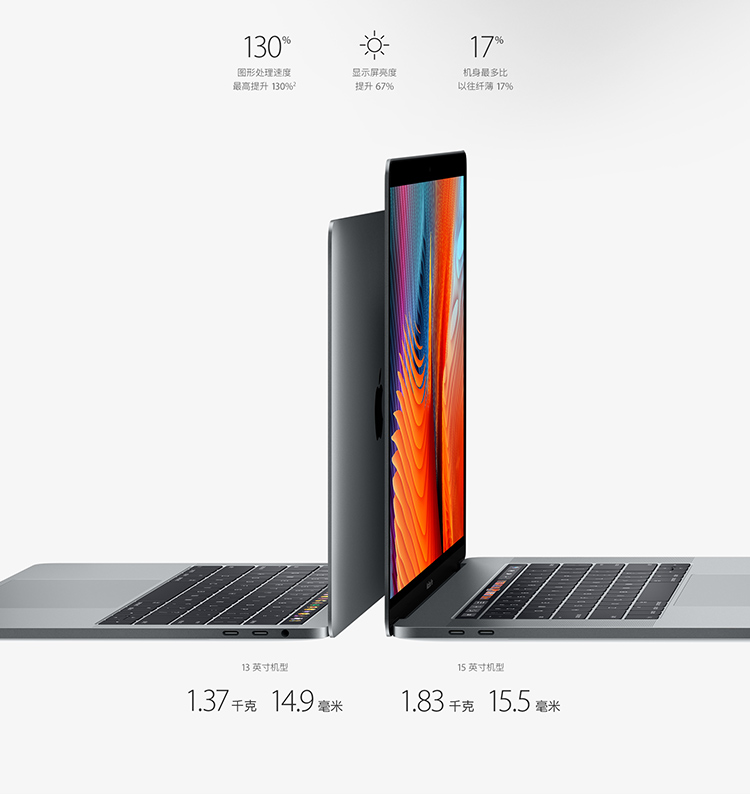 130%
图形处理速度
最高提升 130%²
显示屏亮度
提升 67%
17%
机身最多比
以往纤薄 17%
13 英寸机型
1.37 千克 14.9 毫米
15 英寸机型
1.83 千克 15.5 毫米